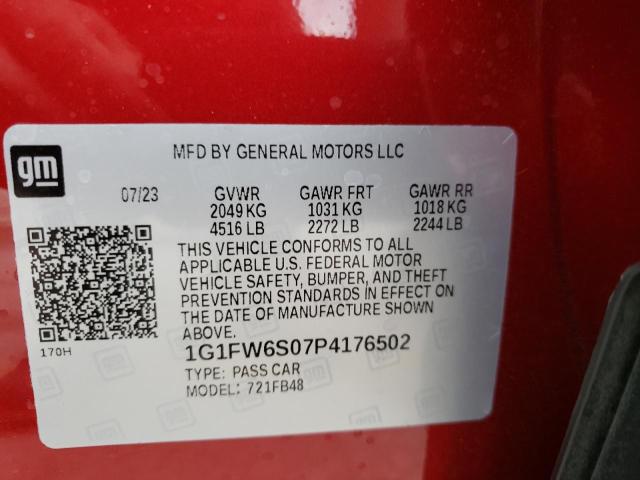 gm
MFD BY GENERAL MOTORS LLC
07/23 GVWR GAWR FRT GAWR RR
2049 KG 1031 KG 1018 KG
4516 LB 2272 LB 2244 LB
THIS VEHICLE CONFORMS TO ALL
APPLICABLE U.S. FEDERAL MOTOR
VEHICLE SAFETY, BUMPER, AND THEFT
PREVENTION STANDARDS IN EFFECT ON
THE DATE OF MANUFACTURE SHOWN
ABOVE.
170H
1G1FW6S07P4176502
TYPE: PASS CAR
MODEL: 721FB48